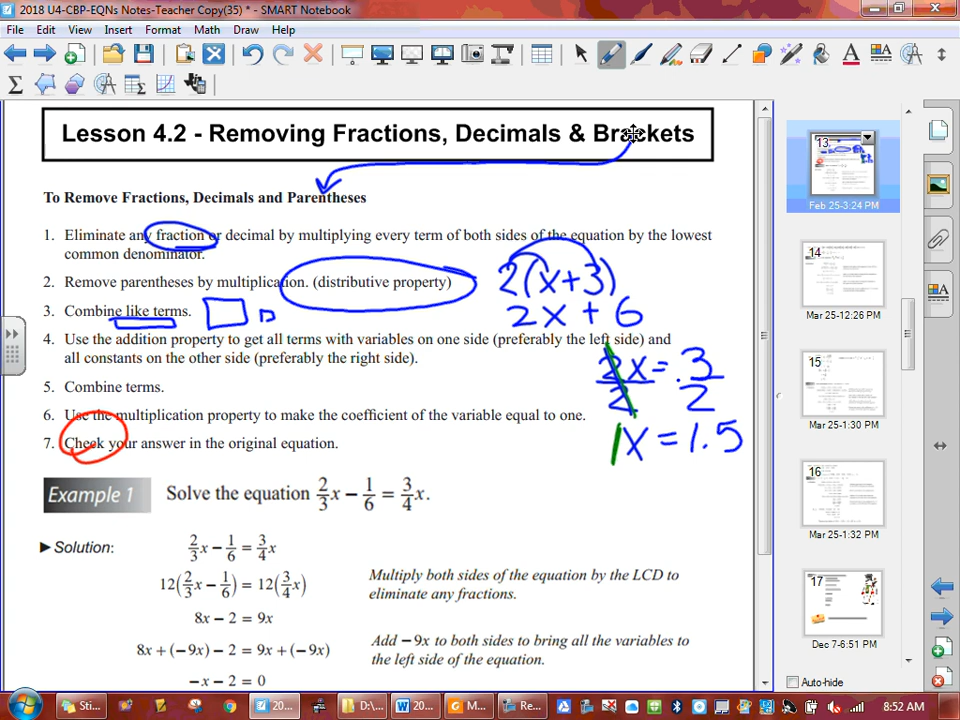 2018 U4-CBP-EQNs Notes-Teacher Copy(35) * - SMART Notebook
File Edit View Insert Format Math Draw Help
Lesson 4.2 - Removing Fractions, Decimals & Brackets
To Remove Fractions, Decimals and Parentheses
1. Eliminate any fraction or decimal by multiplying every term of both sides of the equation by the lowest
common denominator.
2. Remove parentheses by multiplication. (distributive property)
2(x+3)
3. Combine like terms.
2x + 6
4. Use the addition property to get all terms with variables on one side (preferably the left side) and
all constants on the other side (preferably the right side).
2x/2 = 3/2
5. Combine terms.
6. Use the multiplication property to make the coefficient of the variable equal to one.
7. Check your answer in the original equation.
1x = 1.5
Example 1 Solve the equation 2/3x − 1/6 = 3/4x.
►Solution: 2/3x − 1/6 = 3/4x
12(2/3x − 1/6) = 12(3/4x) Multiply both sides of the equation by the LCD to
eliminate any fractions.
8x − 2 = 9x
8x + (−9x) − 2 = 9x + (−9x) Add −9x to both sides to bring all the variables to
the left side of the equation.
−x − 2 = 0
13
Feb 25-3:24 PM
14
Mar 25-12:26 PM
15
Mar 25-1:30 PM
16
Mar 25-1:32 PM
17
Dec 7-6:51 PM
Auto-hide
Sti... 20... D:\... 20... M... Re... 8:52 AM